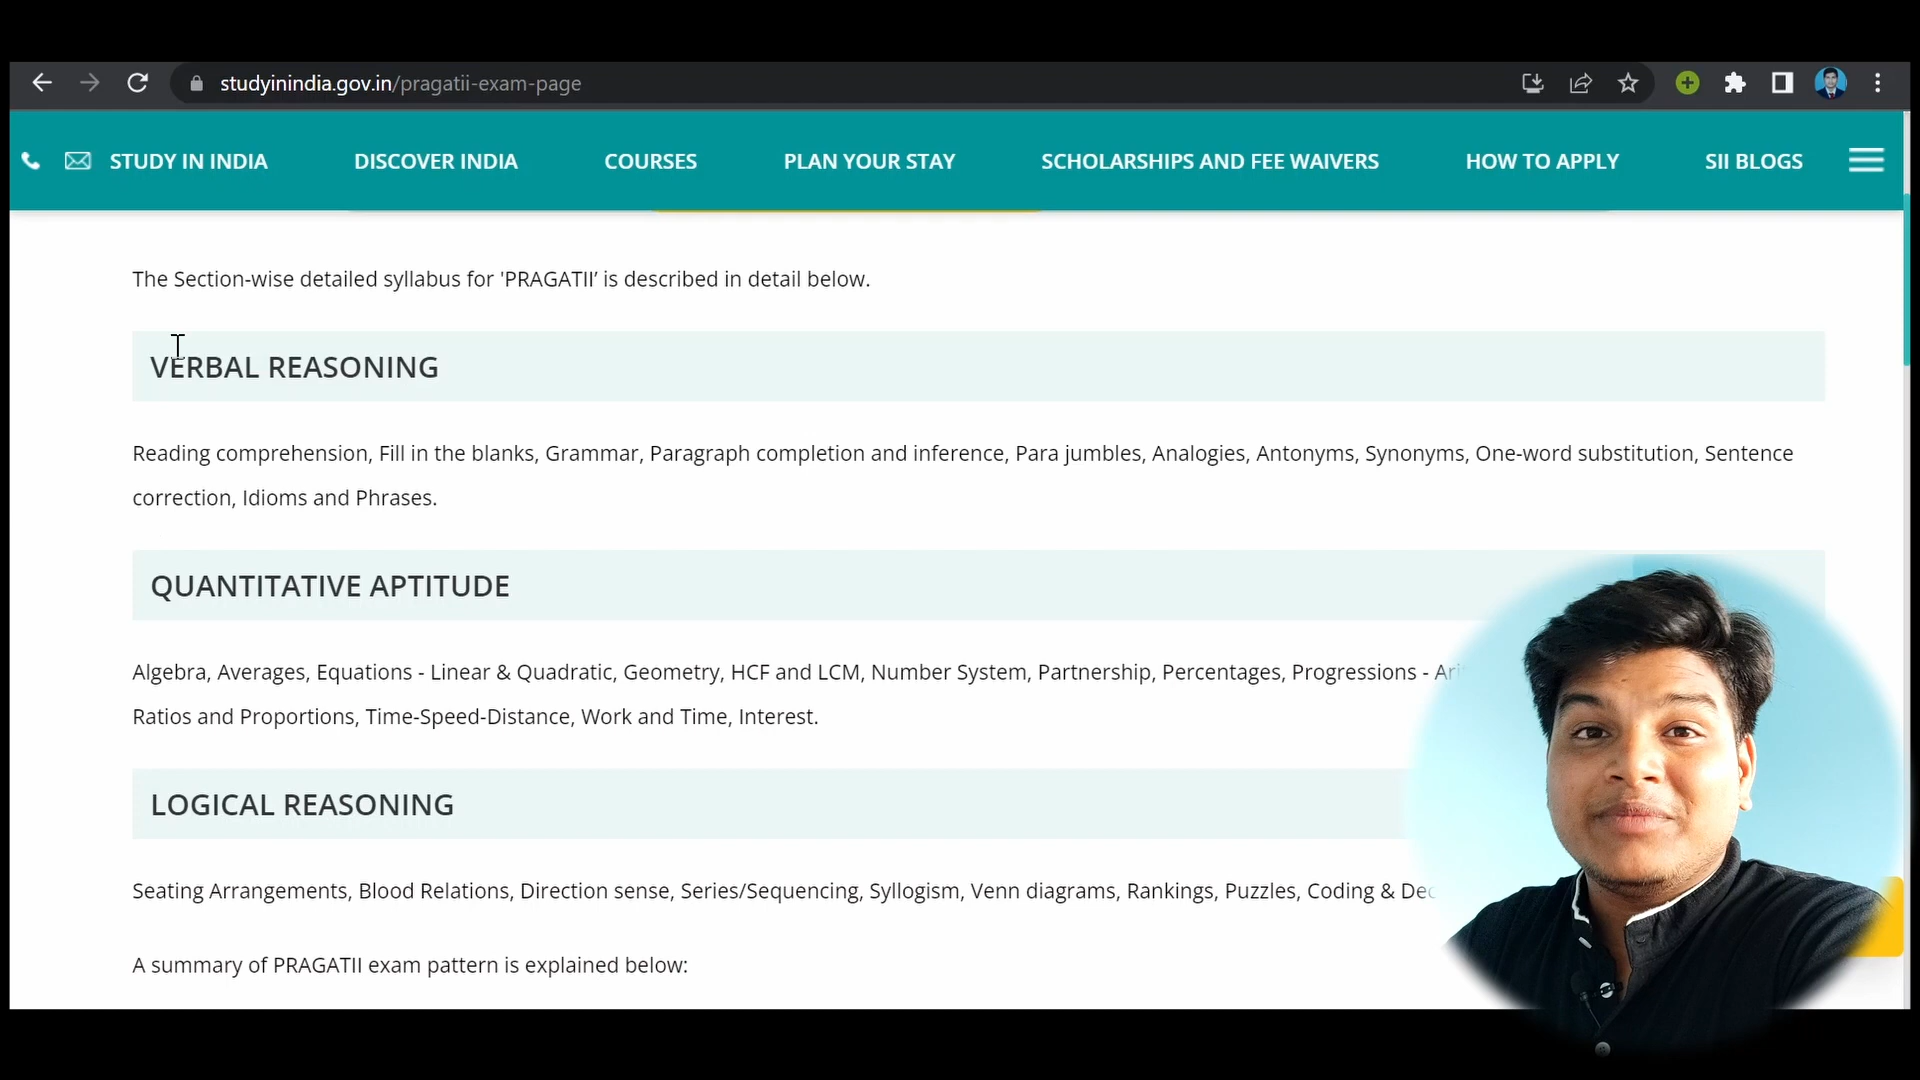 studyinindia.gov.in/pragatii-exam-page
STUDY IN INDIA DISCOVER INDIA COURSES PLAN YOUR STAY SCHOLARSHIPS AND FEE WAIVERS HOW TO APPLY SII BLOGS
The Section-wise detailed syllabus for 'PRAGATII’ is described in detail below.
VERBAL REASONING
Reading comprehension, Fill in the blanks, Grammar, Paragraph completion and inference, Para jumbles, Analogies, Antonyms, Synonyms, One-word substitution, Sentence
correction, Idioms and Phrases.
QUANTITATIVE APTITUDE
Algebra, Averages, Equations - Linear & Quadratic, Geometry, HCF and LCM, Number System, Partnership, Percentages, Progressions -
Ratios and Proportions, Time-Speed-Distance, Work and Time, Interest.
LOGICAL REASONING
Seating Arrangements, Blood Relations, Direction sense, Series/Sequencing, Syllogism, Venn diagrams, Rankings, Puzzles, Coding &
A summary of PRAGATII exam pattern is explained below: